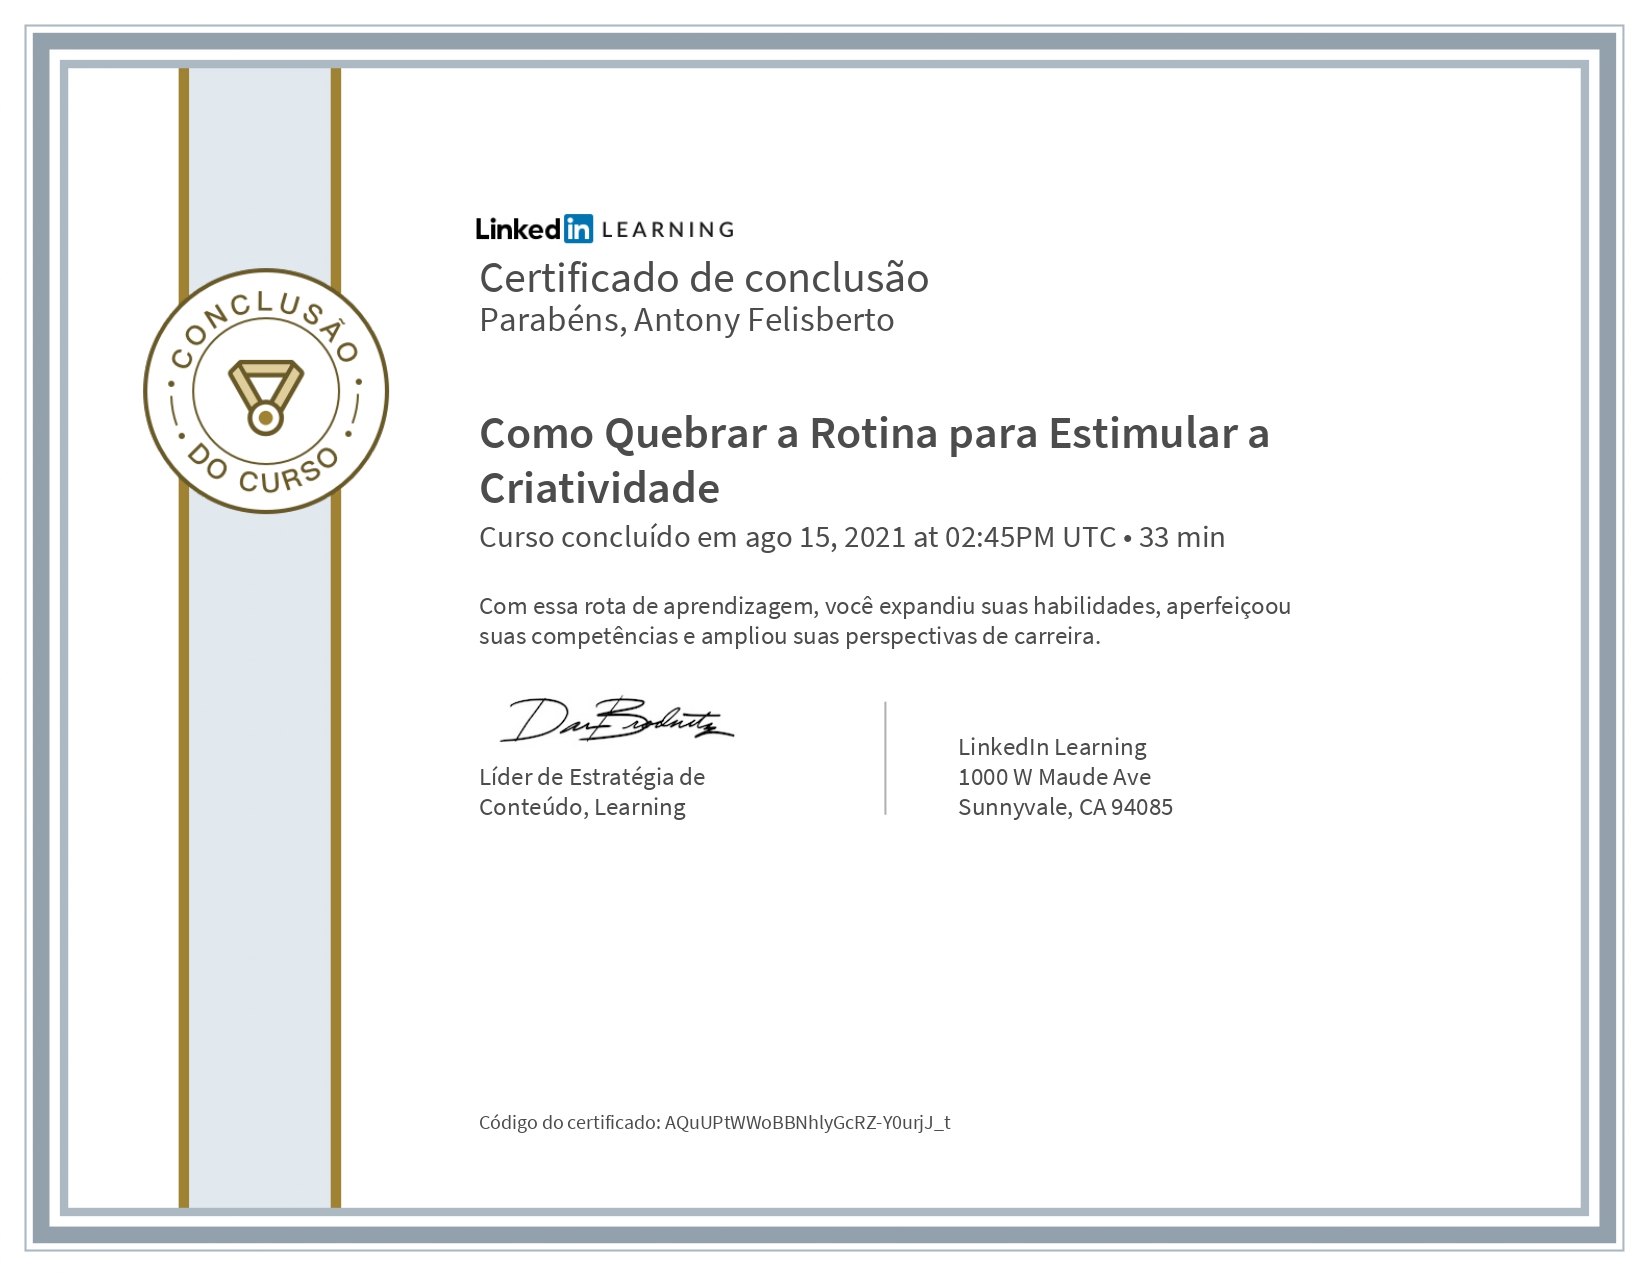 CONCLUSÃO
DO CURSO
Linkedin LEARNING
Certificado de conclusão
Parabéns, Antony Felisberto
Como Quebrar a Rotina para Estimular a
Criatividade
Curso concluído em ago 15, 2021 at 02:45PM UTC • 33 min
Com essa rota de aprendizagem, você expandiu suas habilidades, aperfeiçoou
suas competências e ampliou suas perspectivas de carreira.
Dan Brodnitz
Líder de Estratégia de
Conteúdo, Learning
LinkedIn Learning
1000 W Maude Ave
Sunnyvale, CA 94085
Código do certificado: AQuUPtWWoBBNhlyGcRZ-Y0urjJ_t